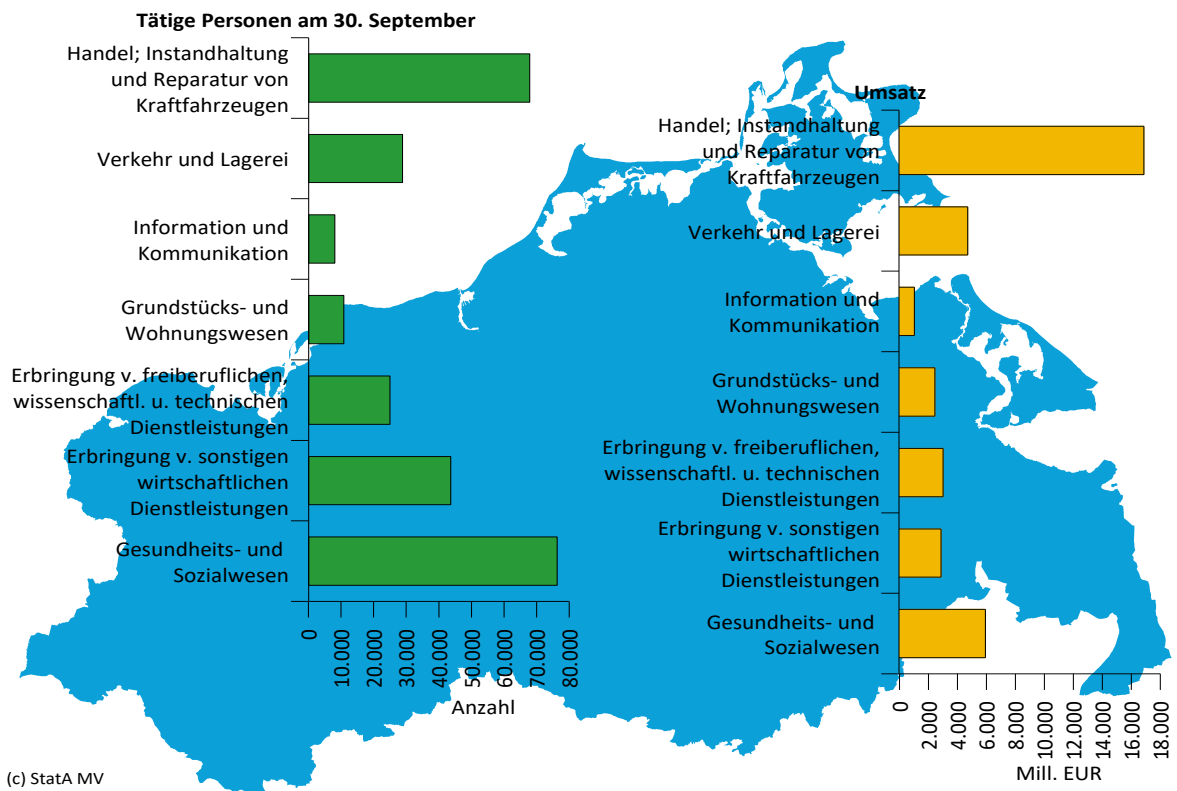 Tätige Personen am 30. September
Handel; Instandhaltung
und Reparatur von
Kraftfahrzeugen
Verkehr und Lagerei
Information und
Kommunikation
Grundstücks- und
Wohnungswesen
Erbringung v. freiberuflichen,
wissenschaftl. u. technischen
Dienstleistungen
Erbringung v. sonstigen
wirtschaftlichen
Dienstleistungen
Gesundheits- und
Sozialwesen
0
10.000
20.000
30.000
40.000
50.000
60.000
70.000
80.000
Anzahl
Umsatz
Handel; Instandhaltung
und Reparatur von
Kraftfahrzeugen
Verkehr und Lagerei
Information und
Kommunikation
Grundstücks- und
Wohnungswesen
Erbringung v. freiberuflichen,
wissenschaftl. u. technischen
Dienstleistungen
Erbringung v. sonstigen
wirtschaftlichen
Dienstleistungen
Gesundheits- und
Sozialwesen
0
2.000
4.000
6.000
8.000
10.000
12.000
14.000
16.000
18.000
Mill. EUR
(c) StatA MV